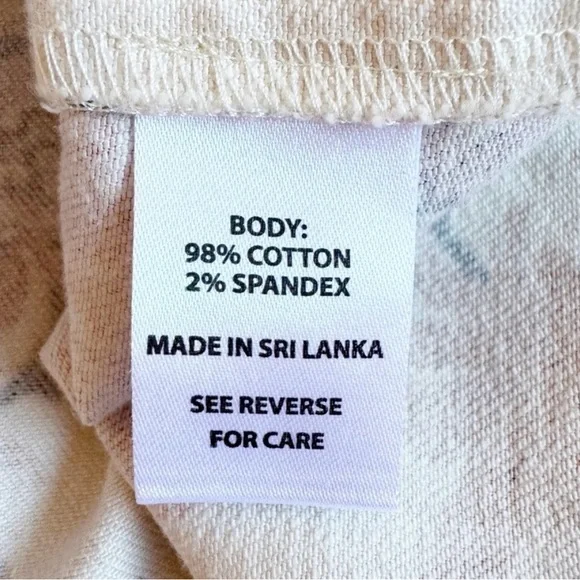 BODY:
98% COTTON
2% SPANDEX
MADE IN SRI LANKA
SEE REVERSE
FOR CARE